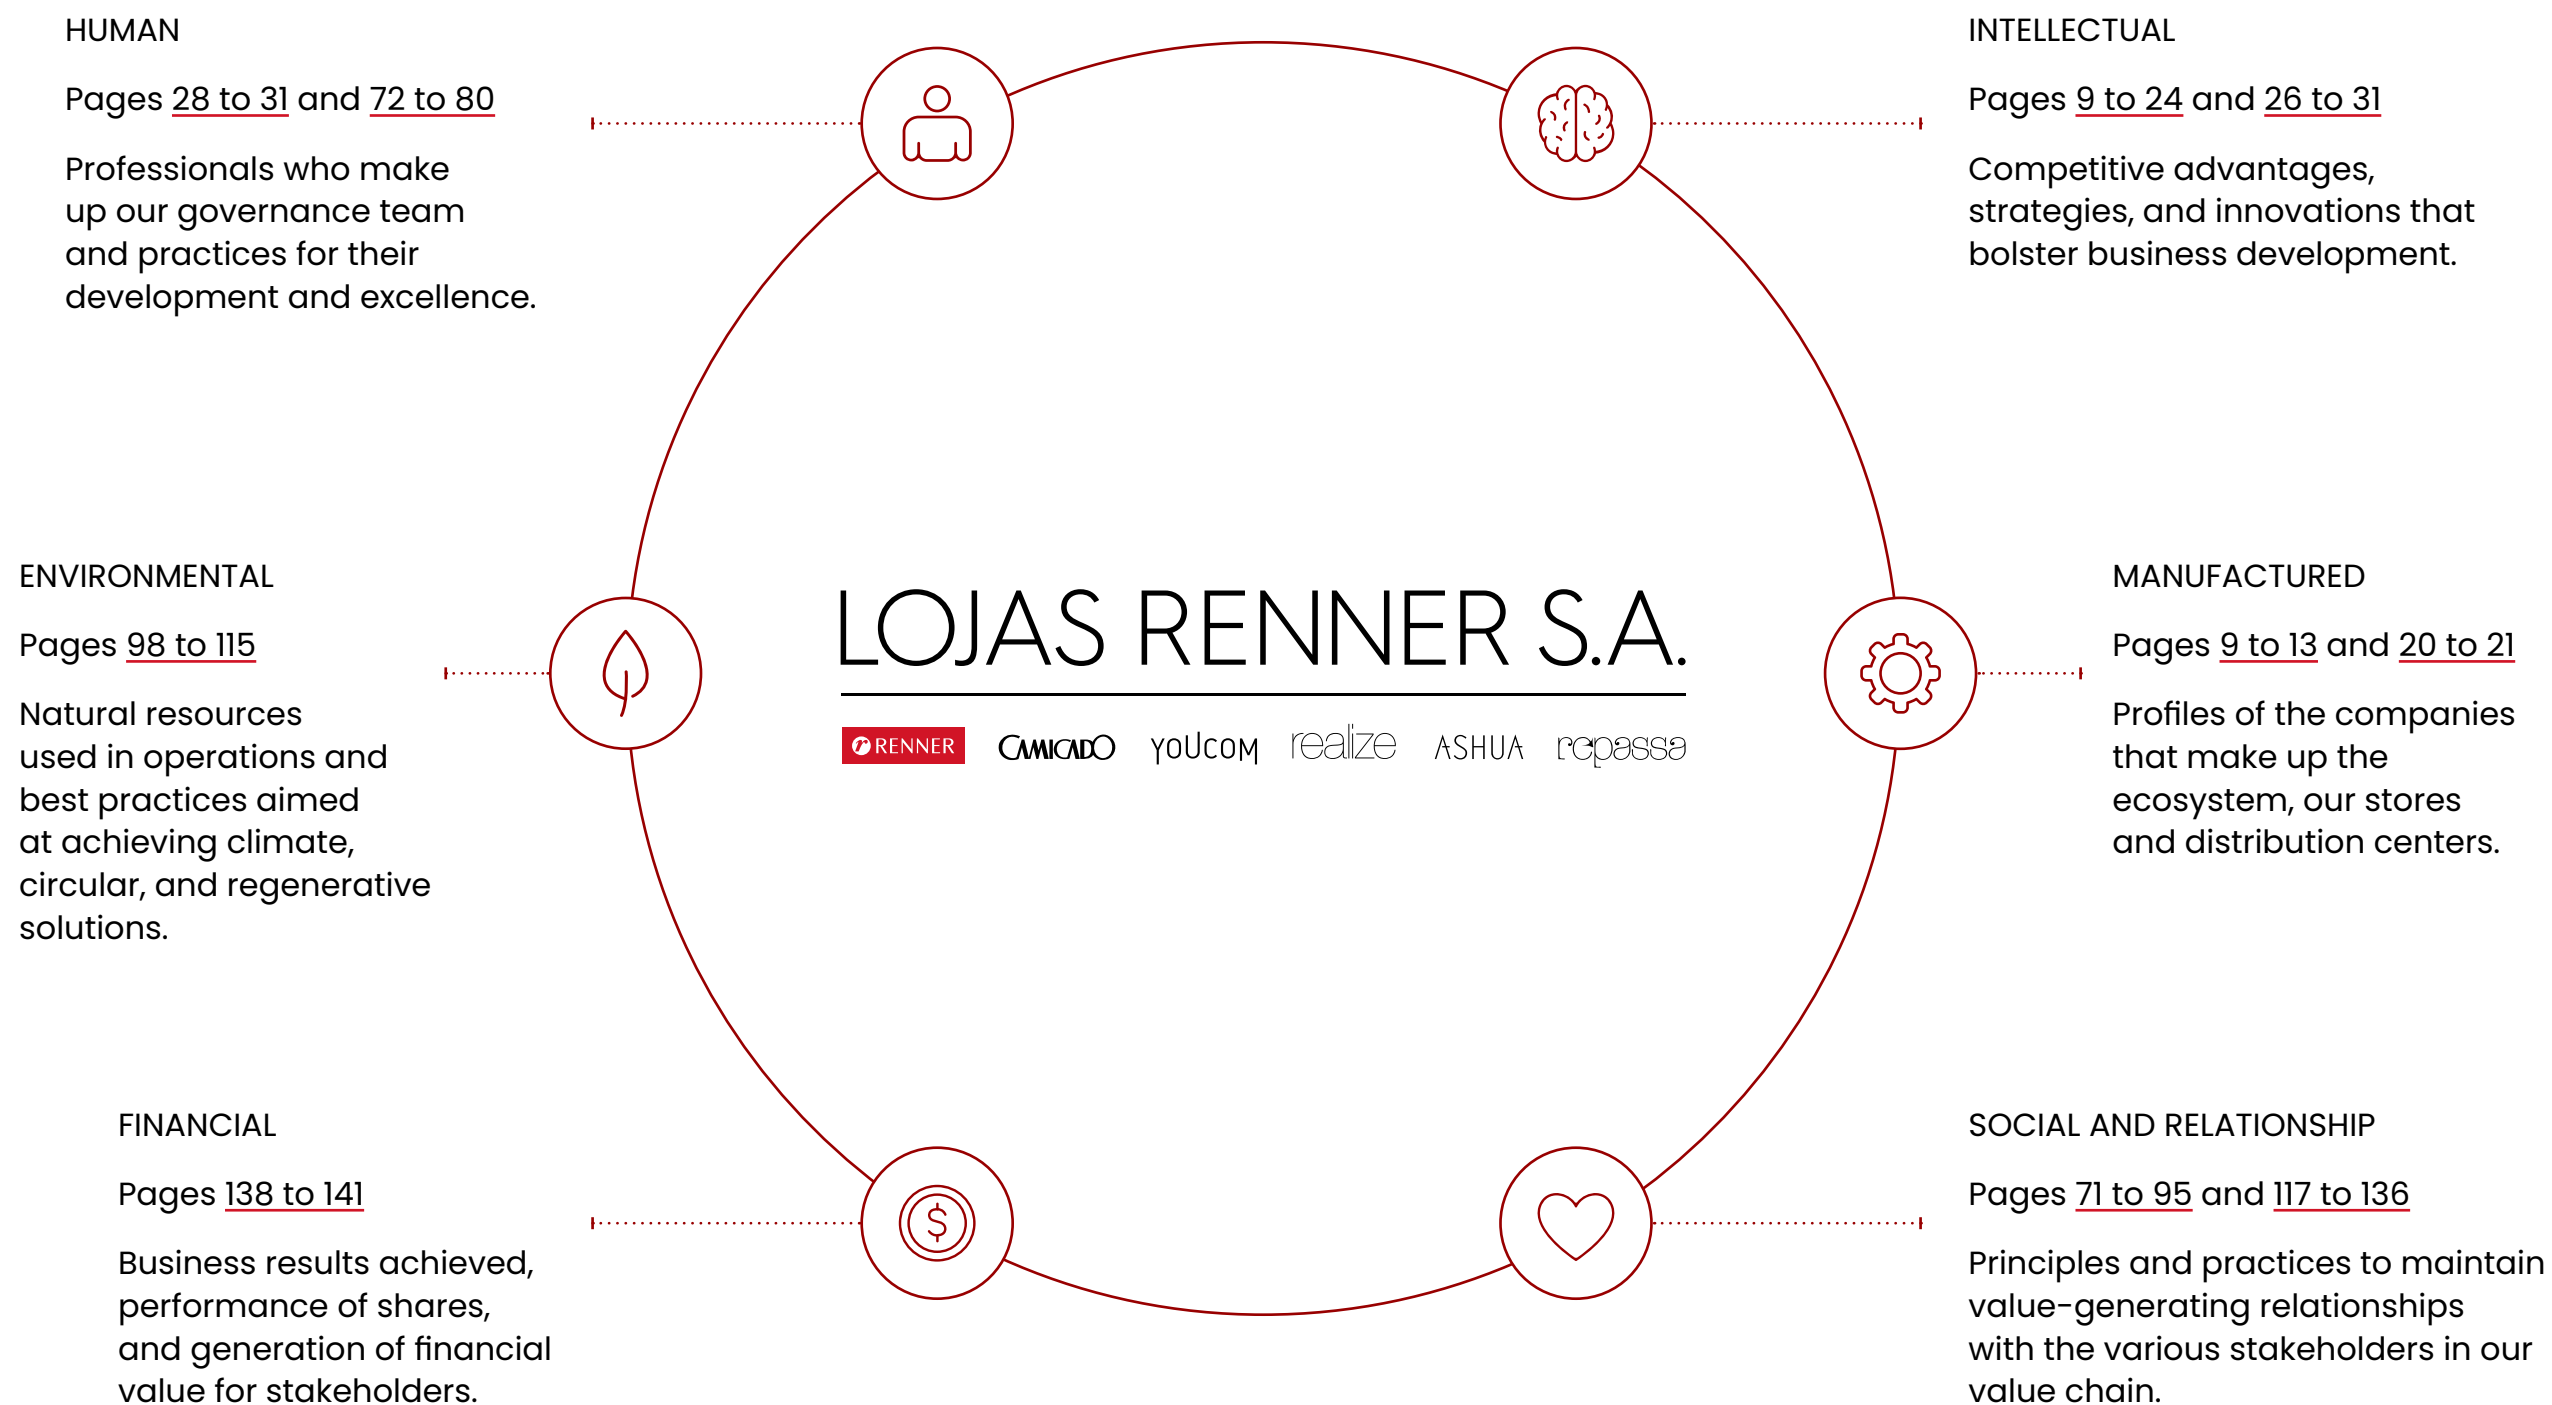 HUMAN
Pages 28 to 31 and 72 to 80
Professionals who make
up our governance team
and practices for their
development and excellence.
INTELLECTUAL
Pages 9 to 24 and 26 to 31
Competitive advantages,
strategies, and innovations that
bolster business development.
ENVIRONMENTAL
Pages 98 to 115
Natural resources
used in operations and
best practices aimed
at achieving climate,
circular, and regenerative
solutions.
LOJAS RENNER S.A.
RENNER CAMICADO YOUCOM realize ASHUA repassa
MANUFACTURED
Pages 9 to 13 and 20 to 21
Profiles of the companies
that make up the
ecosystem, our stores
and distribution centers.
FINANCIAL
Pages 138 to 141
Business results achieved,
performance of shares,
and generation of financial
value for stakeholders.
SOCIAL AND RELATIONSHIP
Pages 71 to 95 and 117 to 136
Principles and practices to maintain
value-generating relationships
with the various stakeholders in our
value chain.